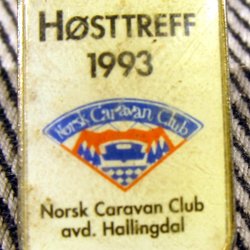 HØSTTREFF
1993
Norsk Caravan Club
Norsk Caravan Club
avd. Hallingdal